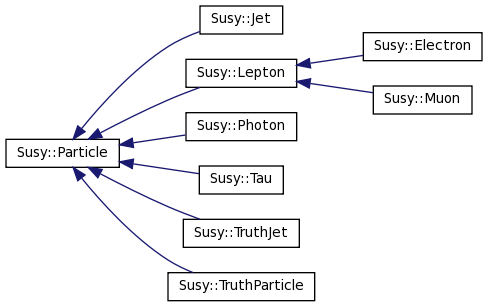 Susy::Jet
Susy::Electron
Susy::Lepton
Susy::Muon
Susy::Photon
Susy::Particle
Susy::Tau
Susy::TruthJet
Susy::TruthParticle